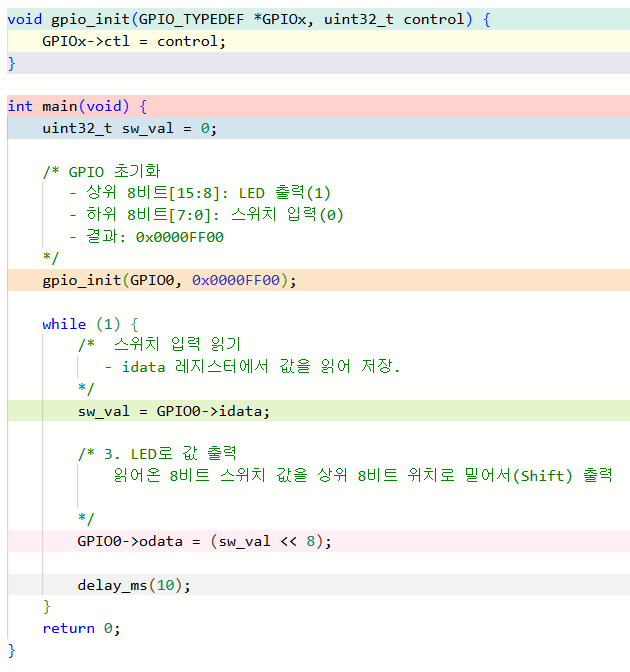 void gpio_init(GPIO_TYPEDEF *GPIOx, uint32_t control) {
    GPIOx->ctl = control;
}

int main(void) {
    uint32_t sw_val = 0;

    /* GPIO 초기화
       - 상위 8비트[15:8]: LED 출력(1)
       - 하위 8비트[7:0]: 스위치 입력(0)
       - 결과: 0x0000FF00
    */
    gpio_init(GPIO0, 0x0000FF00);

    while (1) {
        /*  스위치 입력 읽기
           - idata 레지스터에서 값을 읽어 저장.
        */
        sw_val = GPIO0->idata;

        /* 3. LED로 값 출력
            읽어온 8비트 스위치 값을 상위 8비트 위치로 밀어서(Shift) 출력

        */
        GPIO0->odata = (sw_val << 8);

        delay_ms(10);
    }
    return 0;
}